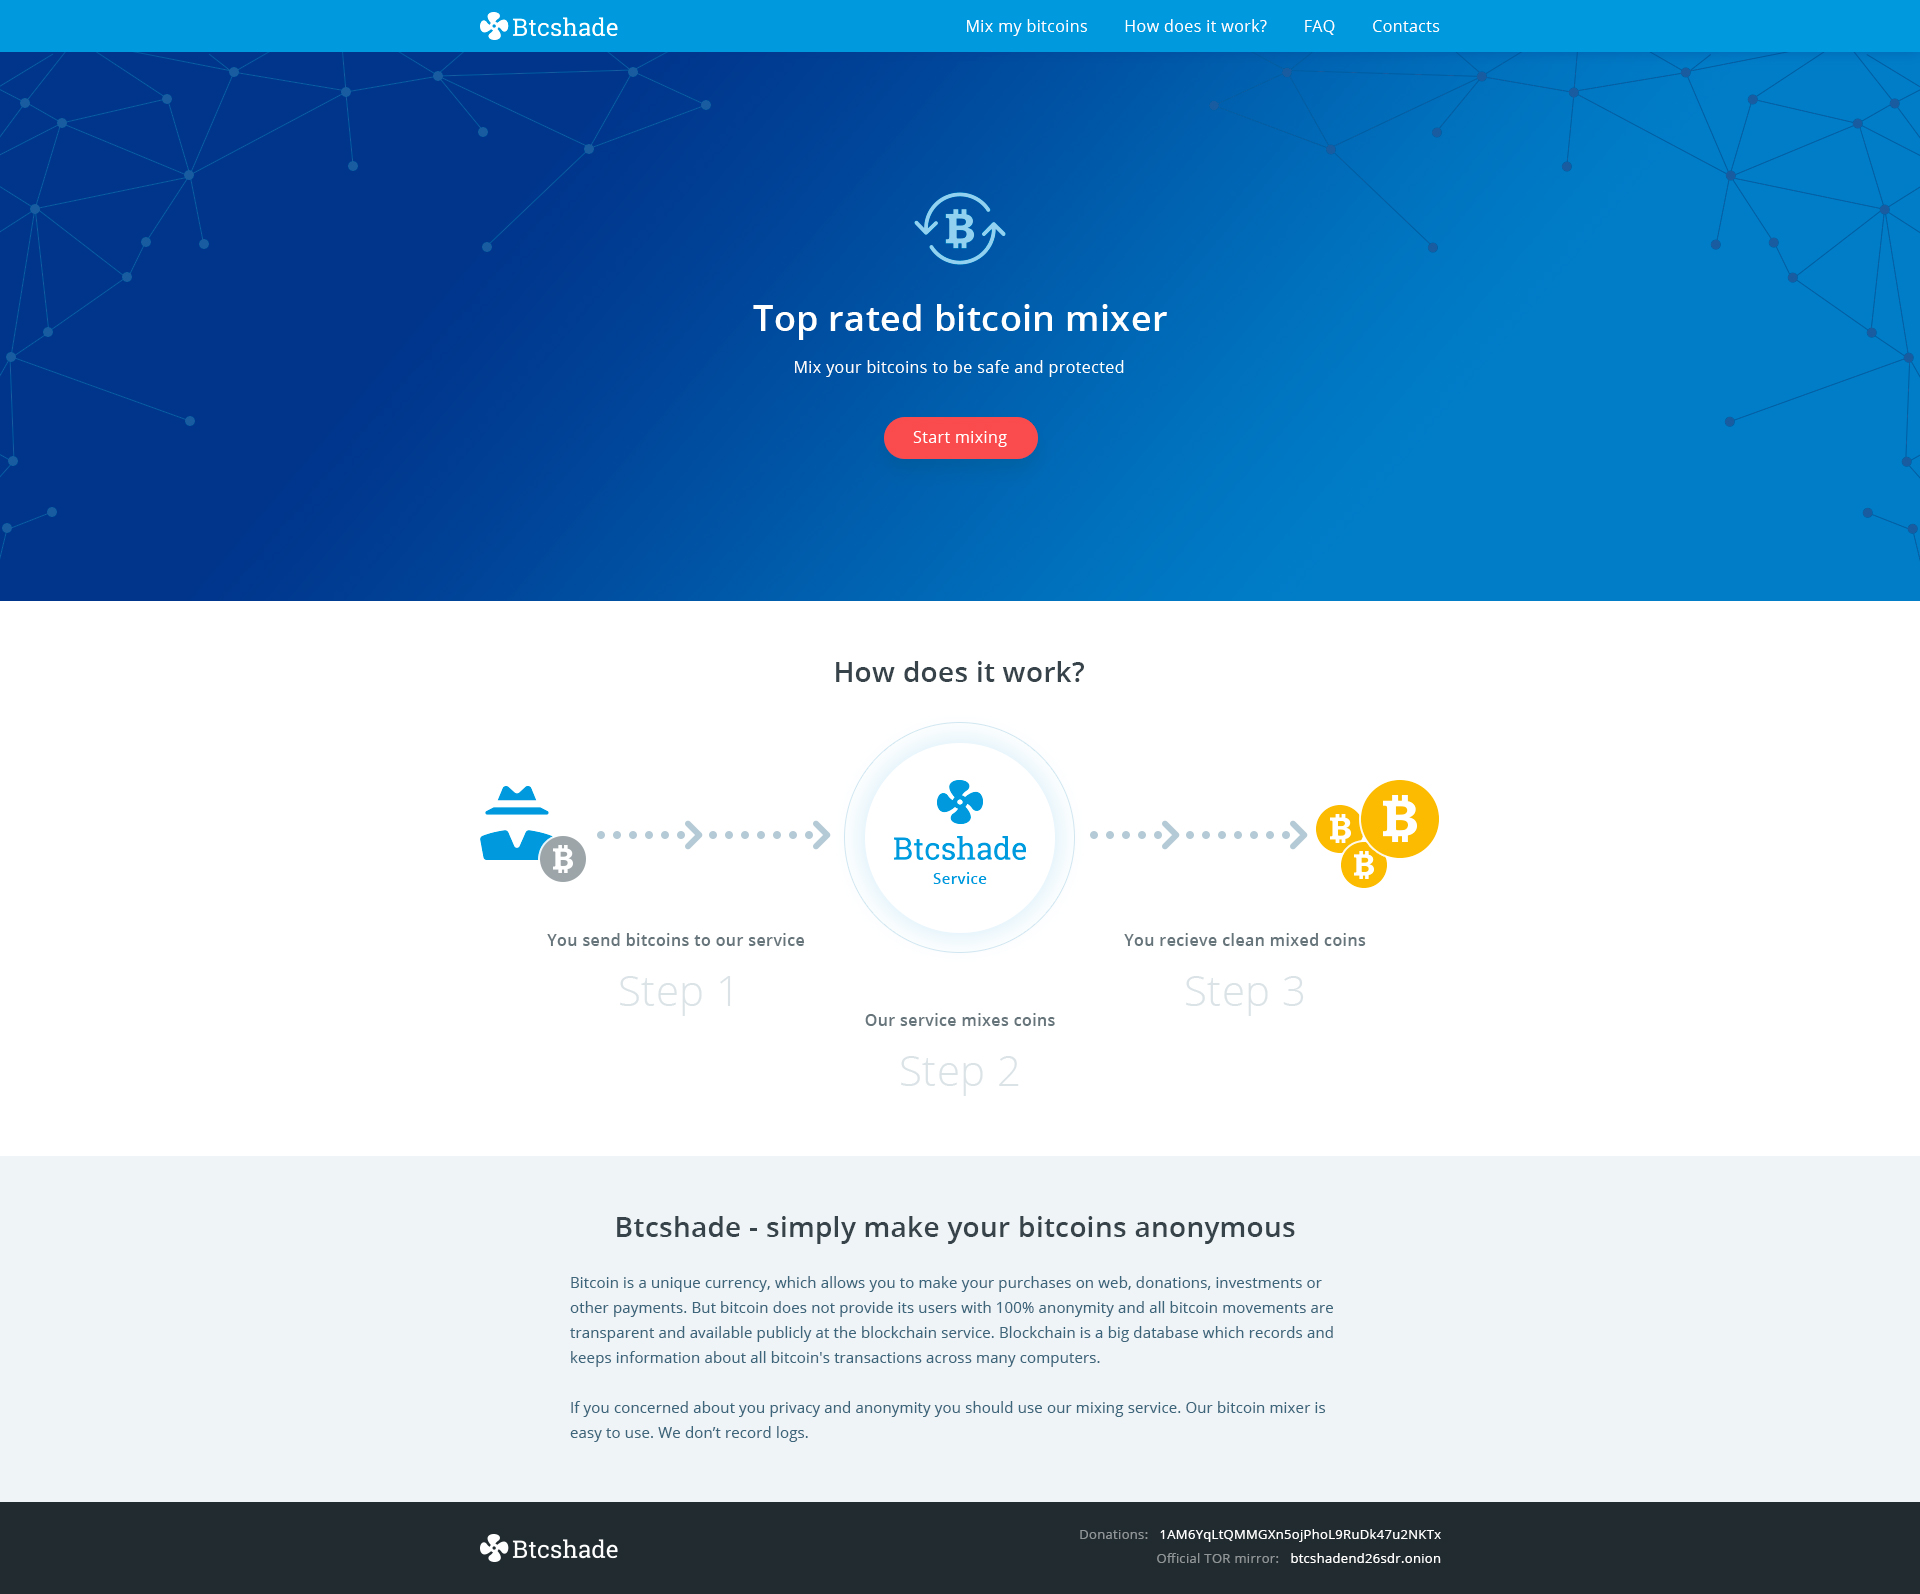 Btcshade
Mix my bitcoins
How does it work?
FAQ
Contacts
Top rated bitcoin mixer
Mix your bitcoins to be safe and protected
Start mixing
How does it work?
Btcshade
Service
You send bitcoins to our service
Step 1
Our service mixes coins
Step 2
You recieve clean mixed coins
Step 3
Btcshade - simply make your bitcoins anonymous
Bitcoin is a unique currency, which allows you to make your purchases on web, donations, investments or
other payments. But bitcoin does not provide its users with 100% anonymity and all bitcoin movements are
transparent and available publicly at the blockchain service. Blockchain is a big database which records and
keeps information about all bitcoin's transactions across many computers.
If you concerned about you privacy and anonymity you should use our mixing service. Our bitcoin mixer is
easy to use. We don’t record logs.
Btcshade
Donations: 1AM6YqLtQMMGXn5ojPhoL9RuDk47u2NKTx
Official TOR mirror: btcshadend26sdr.onion